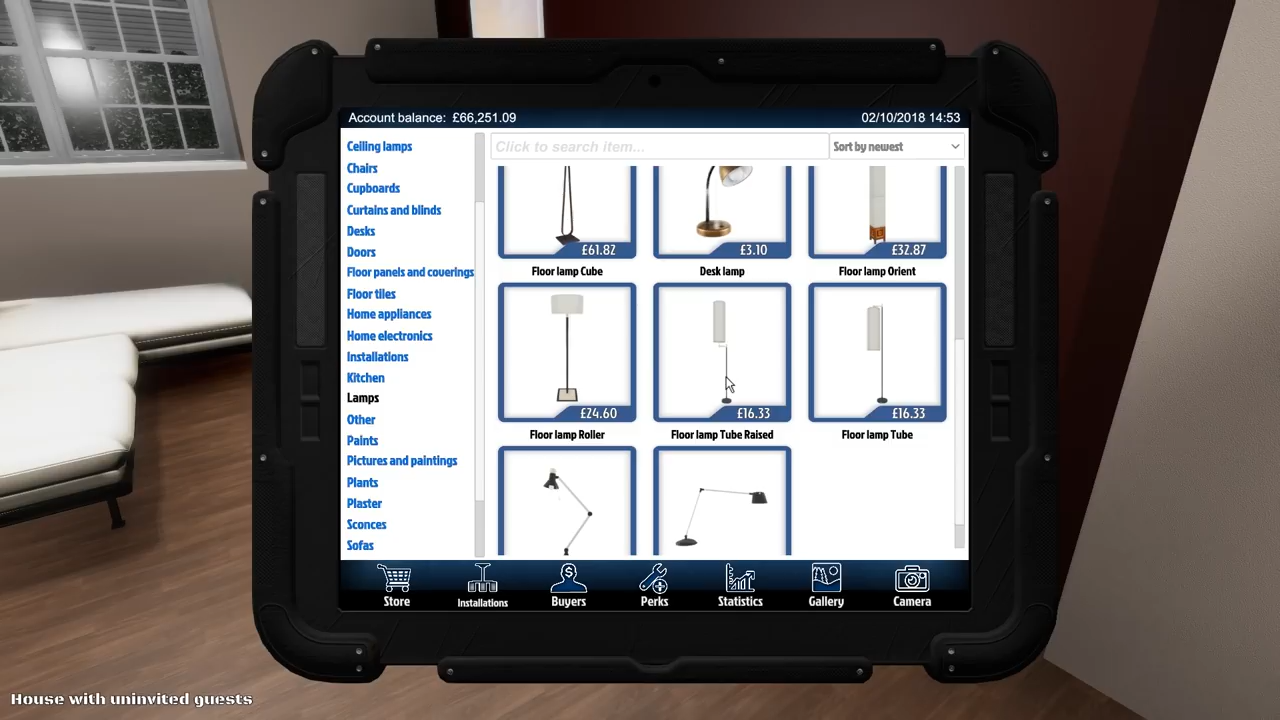 Account balance: £66,251.09
02/10/2018 14:53
Ceiling lamps
Chairs
Cupboards
Curtains and blinds
Desks
Doors
Floor panels and coverings
Floor tiles
Home appliances
Home electronics
Installations
Kitchen
Lamps
Other
Paints
Pictures and paintings
Plants
Plaster
Sconces
Sofas
Click to search item...
Sort by newest
£61.82
£3.10
£32.87
Floor lamp Cube
Desk lamp
Floor lamp Orient
£24.60
£16.33
£16.33
Floor lamp Roller
Floor lamp Tube Raised
Floor lamp Tube
Store
Installations
Buyers
Perks
Statistics
Gallery
Camera
House with uninvited guests